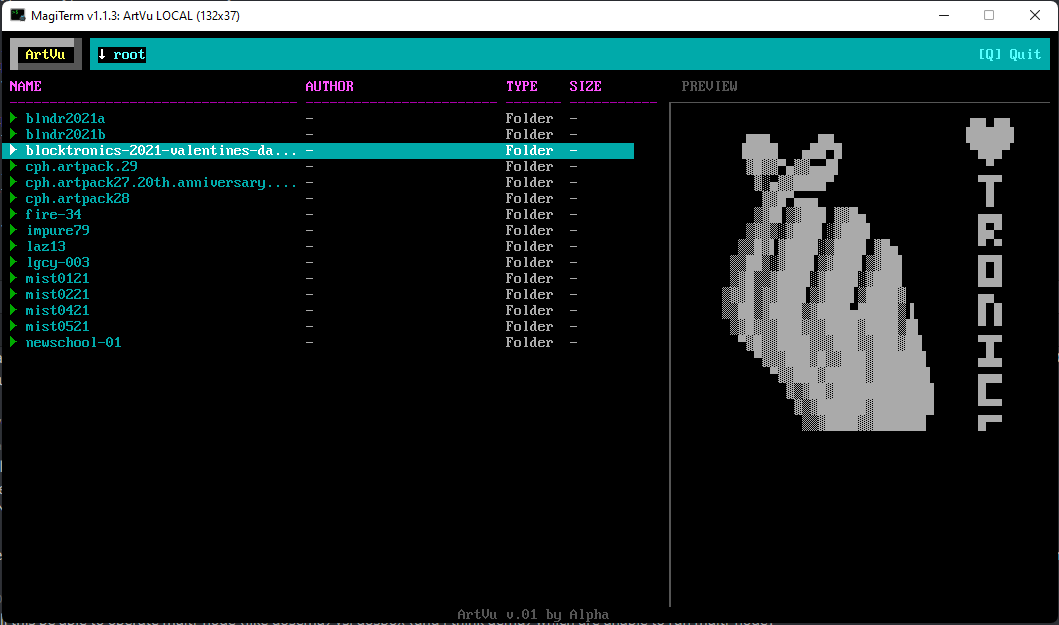 MagiTerm v1.1.3: ArtVu LOCAL (132x37)
ArtVu ↓ root [Q] Quit
NAME AUTHOR TYPE SIZE PREVIEW
blndr2021a - Folder -
blndr2021b - Folder -
blocktronics-2021-valentines-da... - Folder -
cph.artpack.29 - Folder -
cph.artpack27.20th.anniversary.... - Folder -
cph.artpack28 - Folder -
fire-34 - Folder -
impure79 - Folder -
laz13 - Folder -
lgcy-003 - Folder -
mist0121 - Folder -
mist0221 - Folder -
mist0421 - Folder -
mist0521 - Folder -
newschool-01 - Folder -
ArtVu v.01 by Alpha